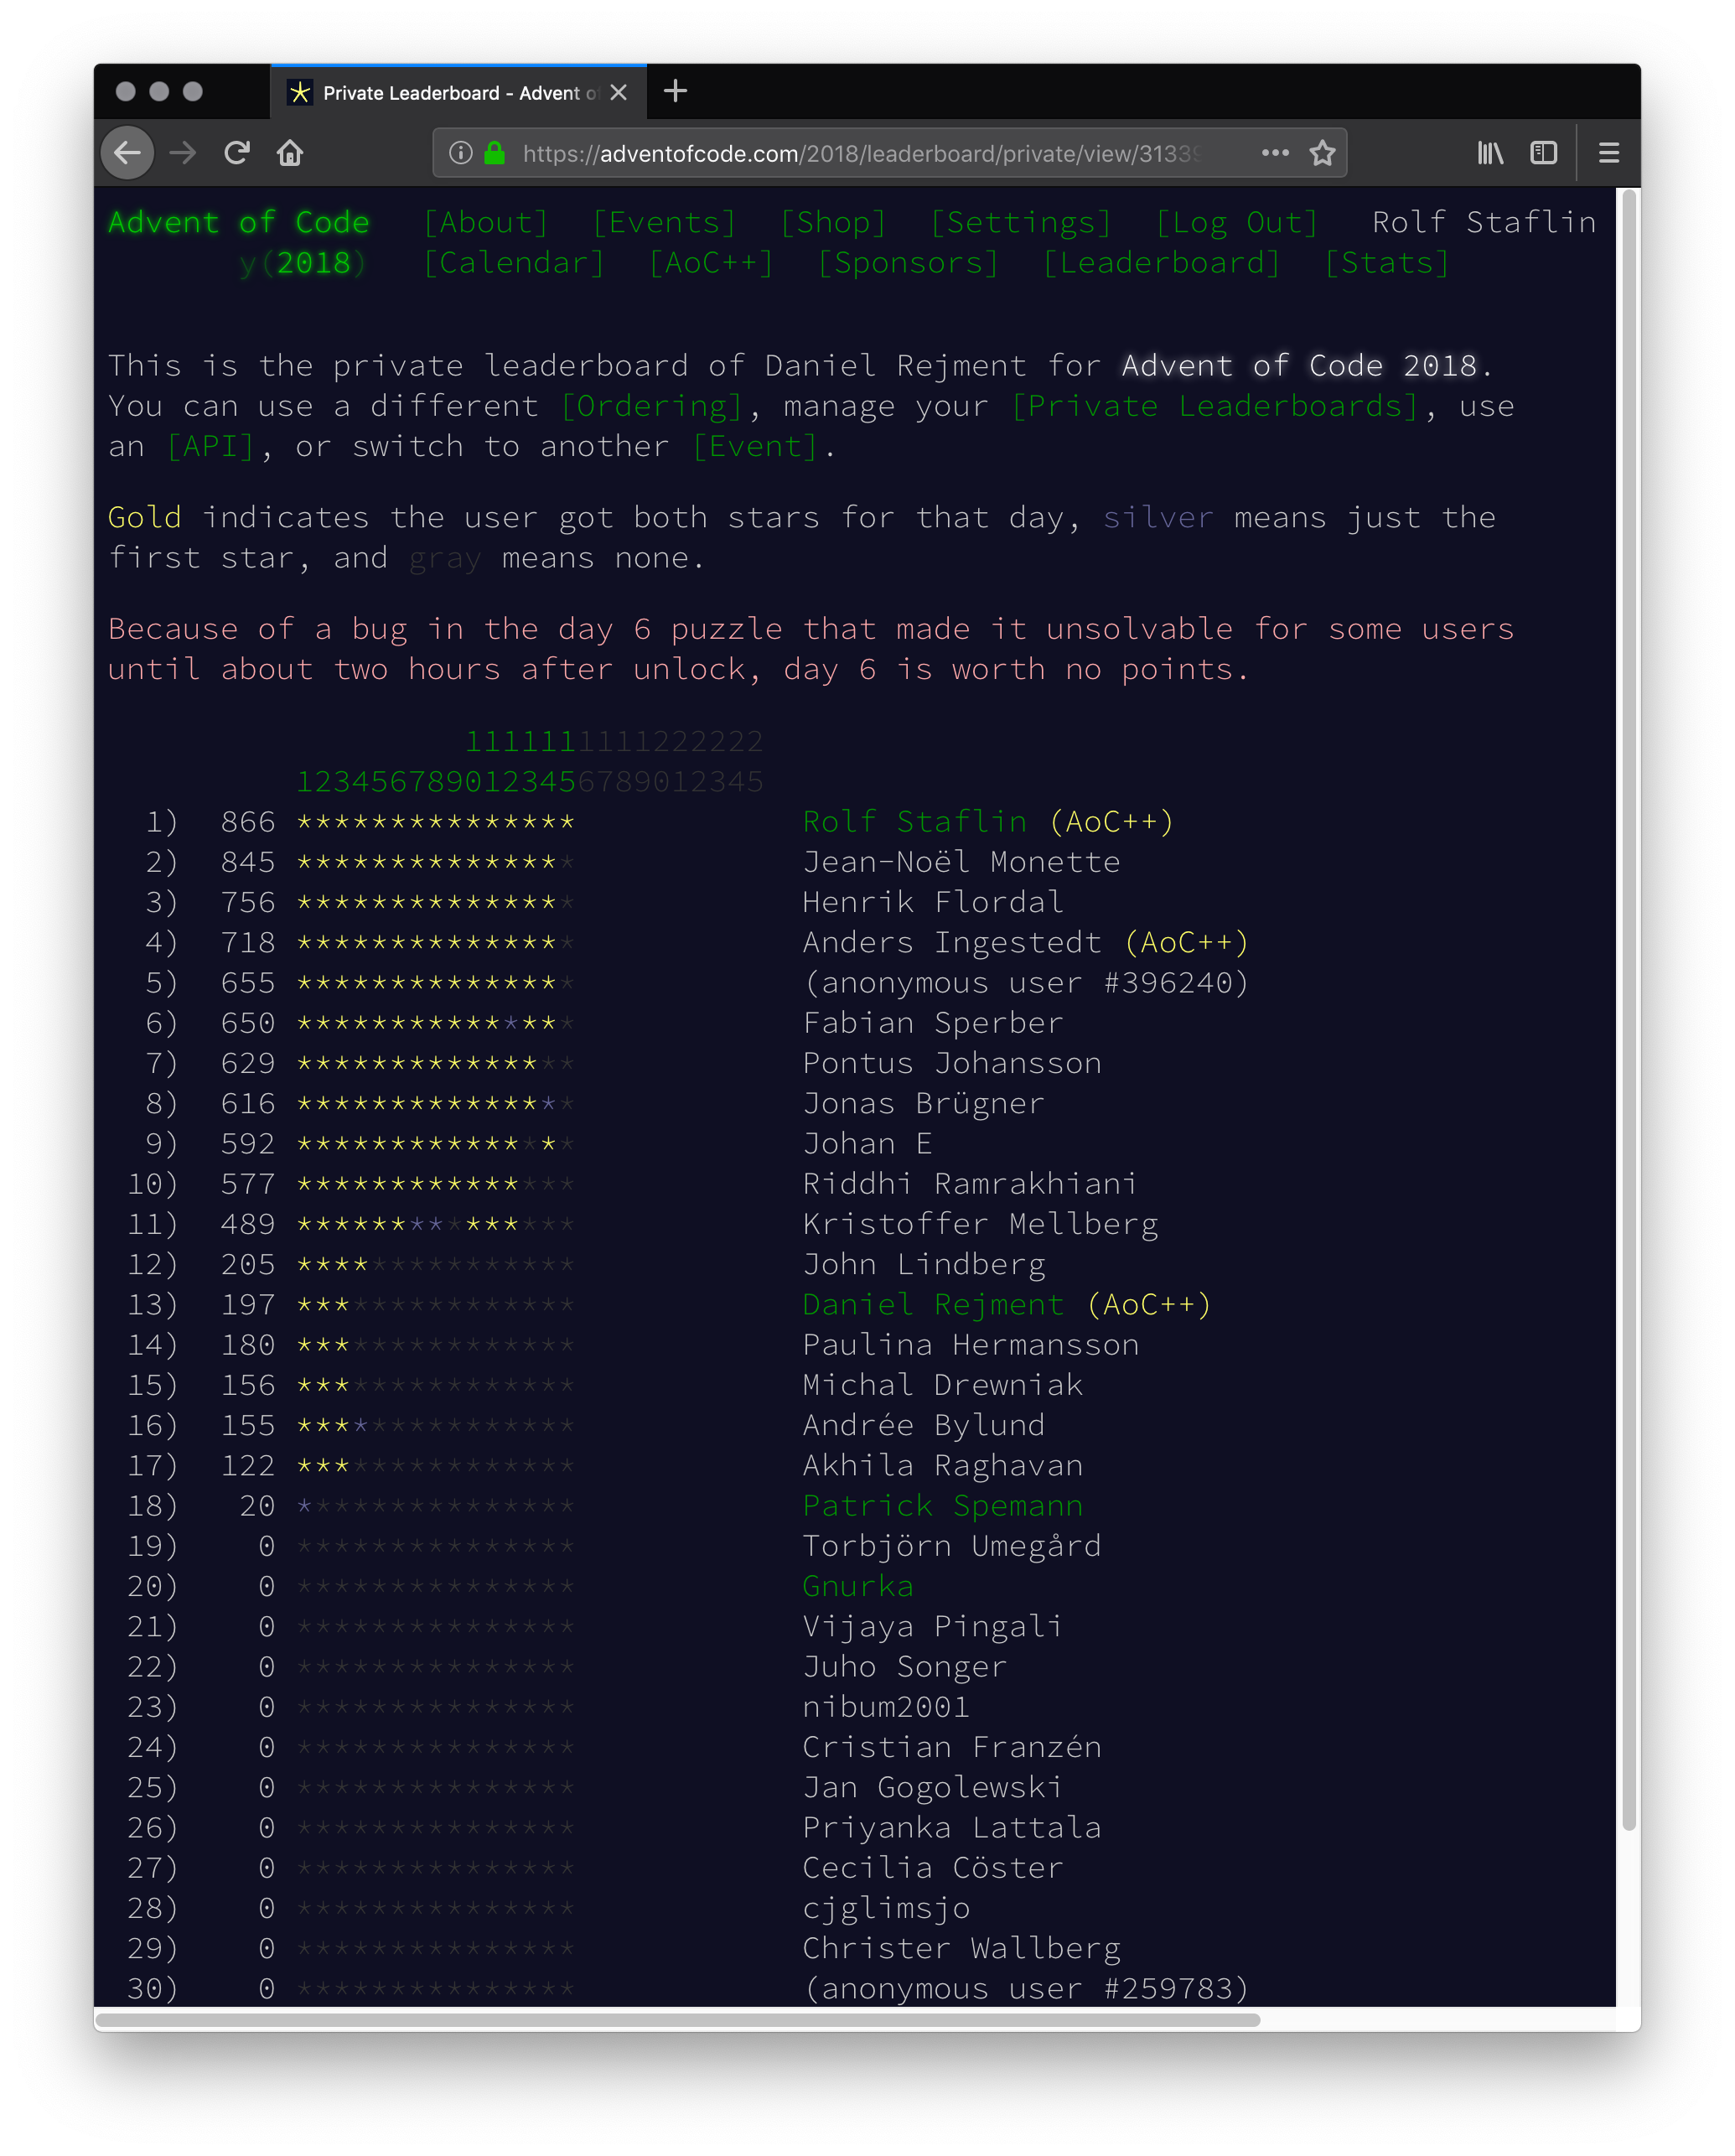 Private Leaderboard - Advent of
https://adventofcode.com/2018/leaderboard/private/view/31339
Advent of Code [About] [Events] [Shop] [Settings] [Log Out] Rolf Staflin
y(2018) [Calendar] [AoC++] [Sponsors] [Leaderboard] [Stats]
This is the private leaderboard of Daniel Rejment for Advent of Code 2018.
You can use a different [Ordering], manage your [Private Leaderboards], use
an [API], or switch to another [Event].
Gold indicates the user got both stars for that day, silver means just the
first star, and gray means none.
Because of a bug in the day 6 puzzle that made it unsolvable for some users
until about two hours after unlock, day 6 is worth no points.
1111111111222222
1234567890123456789012345
1) 866 *************** Rolf Staflin (AoC++)
2) 845 *************** Jean-Noël Monette
3) 756 *************** Henrik Flordal
4) 718 *************** Anders Ingestedt (AoC++)
5) 655 *************** (anonymous user #396240)
6) 650 *************** Fabian Sperber
7) 629 *************** Pontus Johansson
8) 616 *************** Jonas Brügner
9) 592 *************** Johan E
10) 577 *************** Riddhi Ramrakhiani
11) 489 *************** Kristoffer Mellberg
12) 205 *************** John Lindberg
13) 197 *************** Daniel Rejment (AoC++)
14) 180 *************** Paulina Hermansson
15) 156 *************** Michal Drewniak
16) 155 *************** Andrée Bylund
17) 122 *************** Akhila Raghavan
18) 20 *************** Patrick Spemann
19) 0 *************** Torbjörn Umegård
20) 0 *************** Gnurka
21) 0 *************** Vijaya Pingali
22) 0 *************** Juho Songer
23) 0 *************** nibum2001
24) 0 *************** Cristian Franzén
25) 0 *************** Jan Gogolewski
26) 0 *************** Priyanka Lattala
27) 0 *************** Cecilia Cöster
28) 0 *************** cjglimsjo
29) 0 *************** Christer Wallberg
30) 0 *************** (anonymous user #259783)